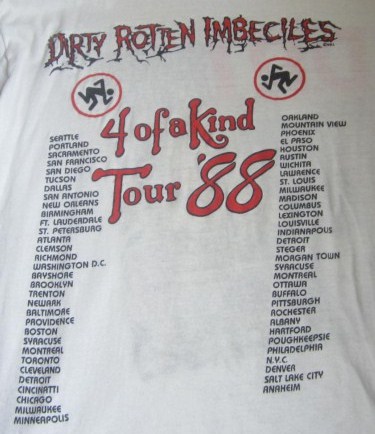 DIRTY ROTTEN IMBECILES
4 of a Kind
Tour '88
SEATTLE
PORTLAND
SACRAMENTO
SAN FRANCISCO
SAN DIEGO
TUCSON
DALLAS
SAN ANTONIO
NEW ORLEANS
BIRMINGHAM
FT. LAUDERDALE
ST. PETERSBURG
ATLANTA
CLEMSON
RICHMOND
WASHINGTON D.C.
BAYSHORE
BROOKLYN
TRENTON
NEWARK
BALTIMORE
PROVIDENCE
BOSTON
SYRACUSE
MONTREAL
TORONTO
CLEVELAND
DETROIT
CINCINATTI
CHICAGO
MILWAUKEE
MINNEAPOLIS
OAKLAND
MOUNTAIN VIEW
PHOENIX
EL PASO
HOUSTON
AUSTIN
WICHITA
LAWRENCE
ST. LOUIS
MILWAUKEE
MADISON
COLUMBUS
LEXINGTON
LOUISVILLE
INDIANAPOLIS
DETROIT
STEGER
MORGAN TOWN
SYRACUSE
MONTREAL
OTTAWA
BUFFALO
PITTSBURGH
ROCHESTER
ALBANY
HARTFORD
POUGHKEEPSIE
PHILADELPHIA
N.Y.C.
DENVER
SALT LAKE CITY
ANAHEIM